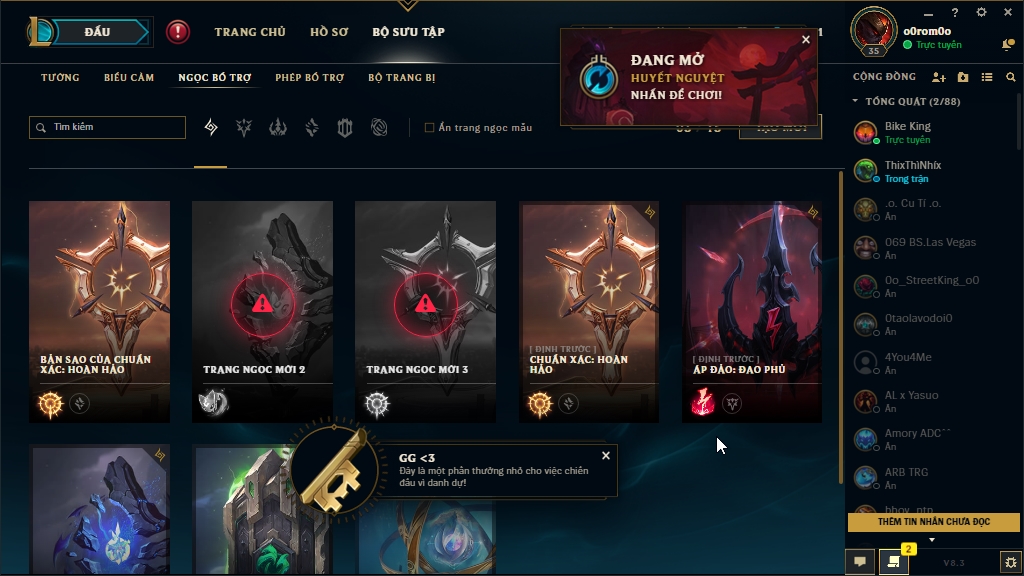 ĐẤU
TRANG CHỦ
HỒ SƠ
BỘ SƯU TẬP
TƯỚNG
BIỂU CẢM
NGỌC BỔ TRỢ
PHÉP BỔ TRỢ
BỘ TRANG BỊ
Tìm kiếm
Ẩn trang ngọc mẫu
ĐANG MỞ
HUYẾT NGUYỆT
NHẤN ĐỂ CHƠI!
35
o0rom0o
Trực tuyến
CỘNG ĐỒNG
TỔNG QUÁT (2/88)
Bike King
Trực tuyến
ThixThìNhíx
Trong trận
.o. Cu Tí .o.
Ẩn
069 BS.Las Vegas
Ẩn
0o_StreetKing_o0
Ẩn
0taolavodoi0
Ẩn
4You4Me
Ẩn
AL x Yasuo
Ẩn
Amory ADC^^
Ẩn
ARB TRG
Ẩn
bboy_ntp
THÊM TIN NHẮN CHƯA ĐỌC
2
V8.3
BẢN SAO CỦA CHUẨN
XÁC: HOÀN HẢO
TRANG NGỌC MỚI 2
TRANG NGỌC MỚI 3
[ ĐỊNH TRƯỚC ]
CHUẨN XÁC: HOÀN
HẢO
[ ĐỊNH TRƯỚC ]
ÁP ĐẢO: ĐAO PHỦ
GG <3
Đây là một phần thưởng nhỏ cho việc chiến
đấu vì danh dự!